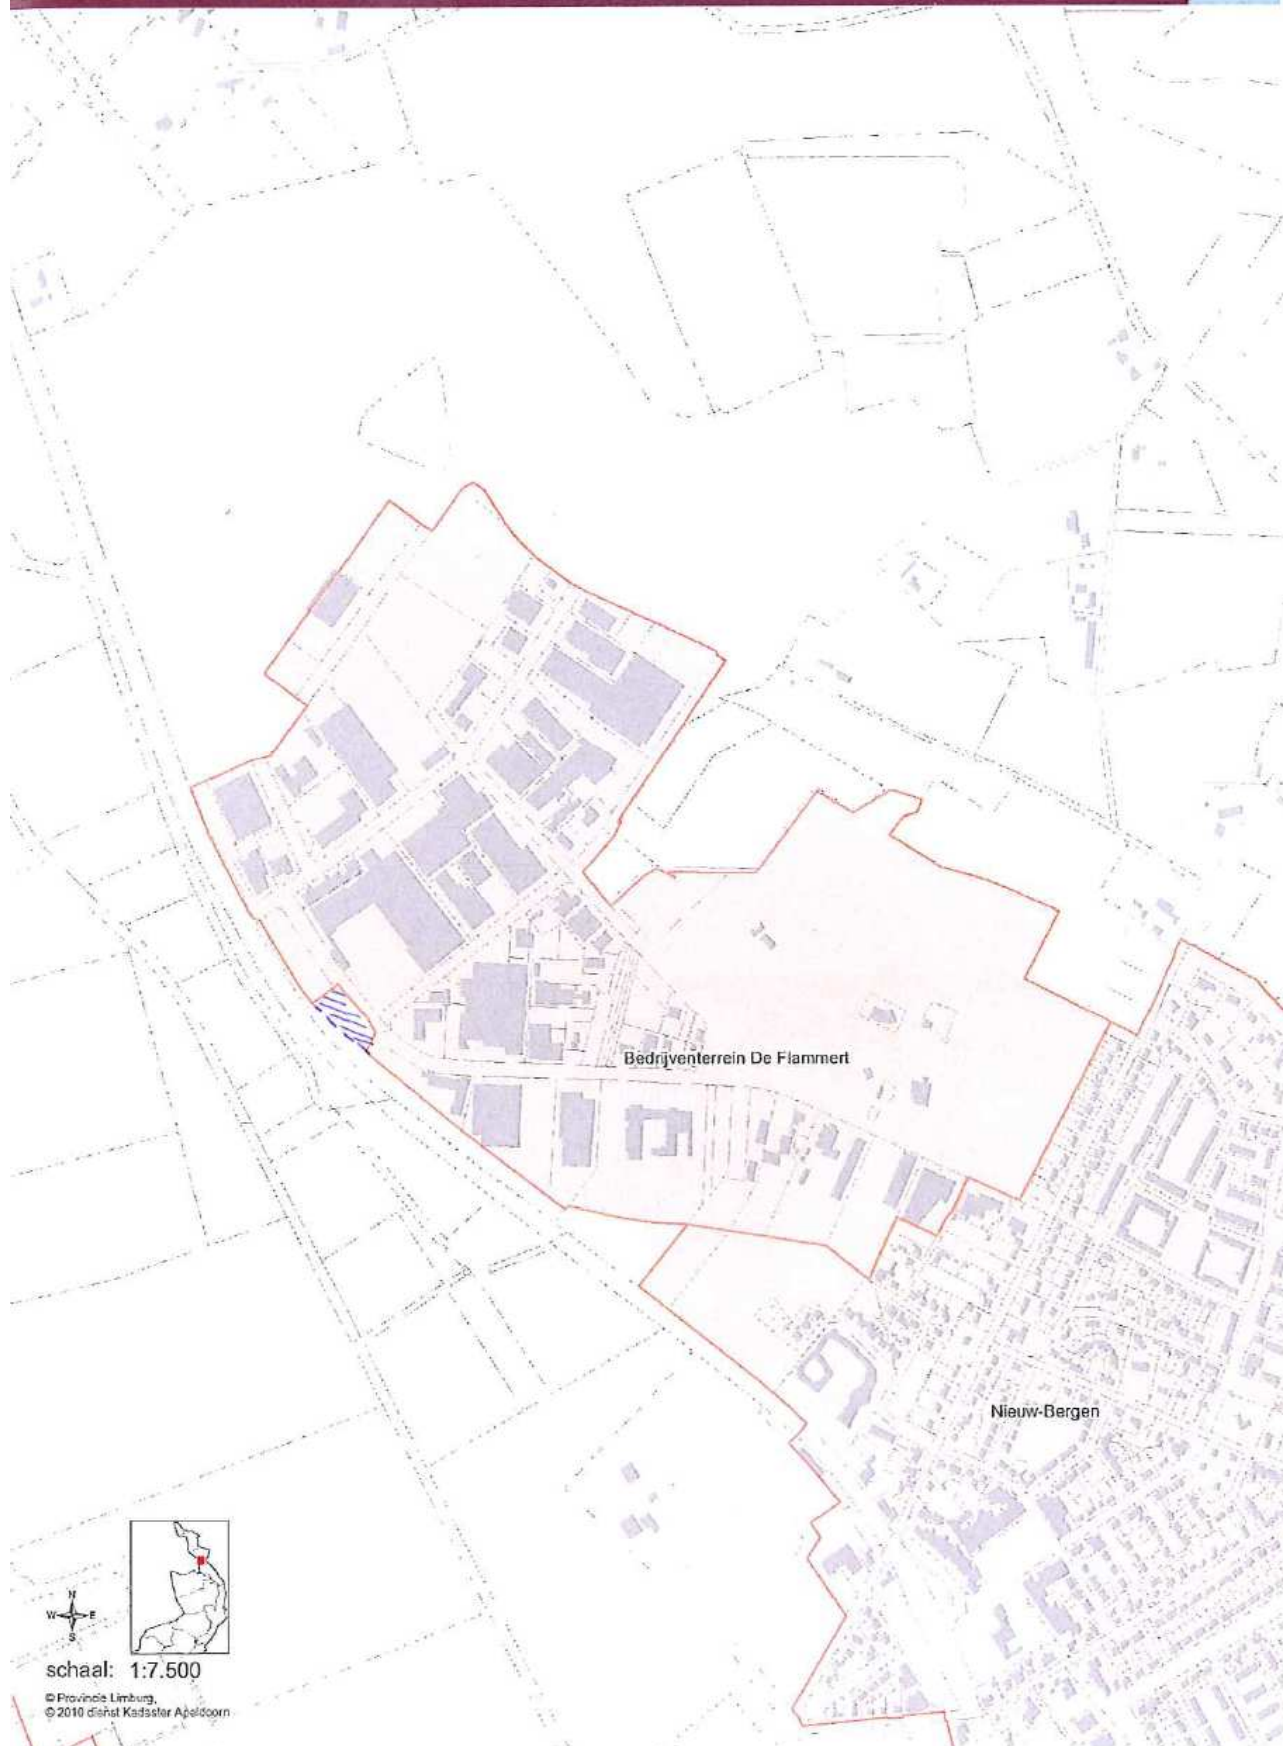 Bedrijventerrein De Flammert
Nieuw-Bergen
N
W E
S
schaal: 1:7.500
© Provincie Limburg,
© 2010 dienst Kadaster Apeldoorn